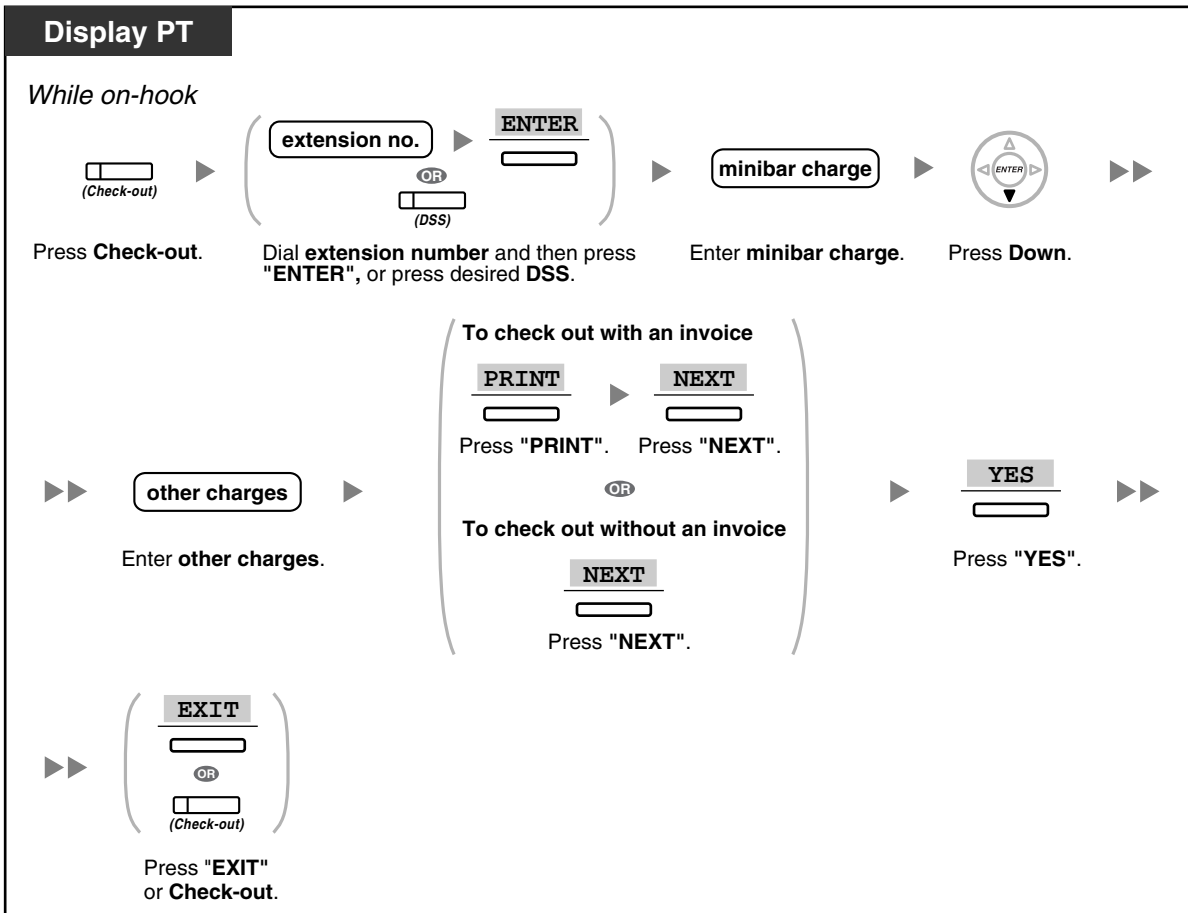 Display PT
While on-hook
(Check-out)
extension no.
ENTER
OR
(DSS)
minibar charge
ENTER
Press Check-out.
Dial extension number and then press
"ENTER", or press desired DSS.
Enter minibar charge.
Press Down.
other charges
Enter other charges.
To check out with an invoice
PRINT
NEXT
Press "PRINT".
Press "NEXT".
OR
To check out without an invoice
NEXT
Press "NEXT".
YES
Press "YES".
EXIT
OR
(Check-out)
Press "EXIT"
or Check-out.